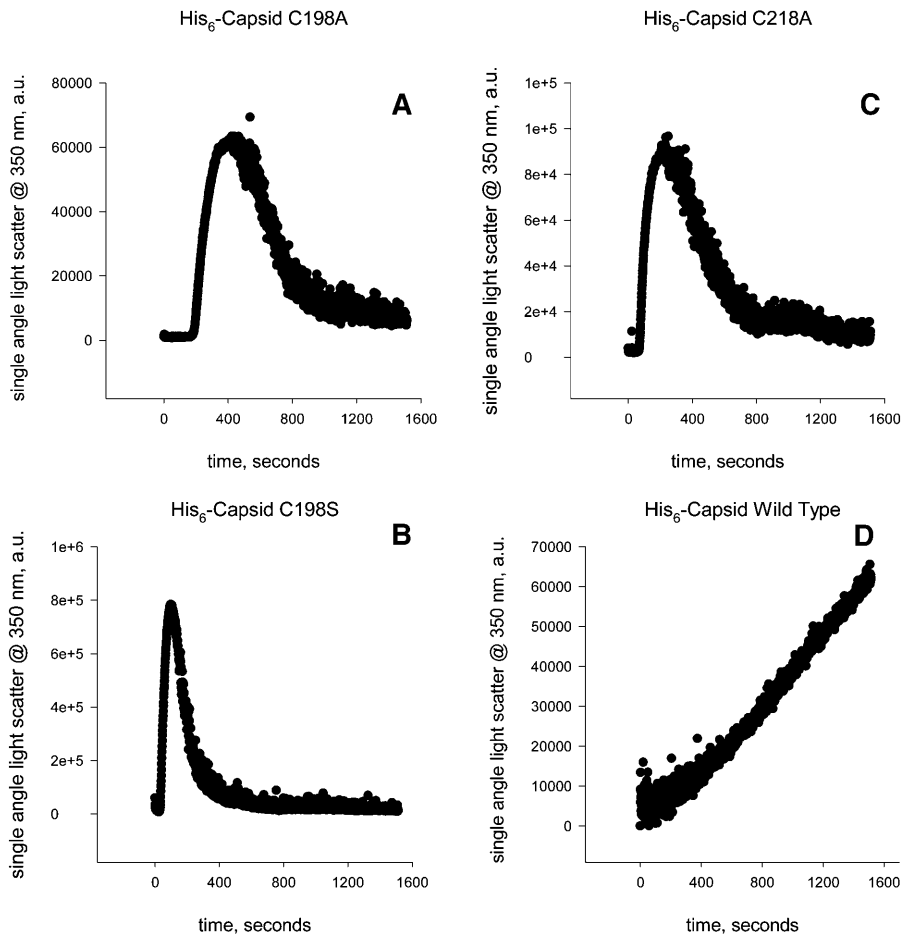 His6-Capsid C198A
A
single angle light scatter @ 350 nm, a.u.
80000
60000
40000
20000
0
0 400 800 1200 1600
time, seconds
His6-Capsid C218A
C
single angle light scatter @ 350 nm, a.u.
1e+5
1e+5
8e+4
6e+4
4e+4
2e+4
0
0 400 800 1200 1600
time, seconds
His6-Capsid C198S
B
single angle light scatter @ 350 nm, a.u.
1e+6
8e+5
6e+5
4e+5
2e+5
0
0 400 800 1200 1600
time, seconds
His6-Capsid Wild Type
D
single angle light scatter @ 350 nm, a.u.
70000
60000
50000
40000
30000
20000
10000
0
0 400 800 1200 1600
time, seconds